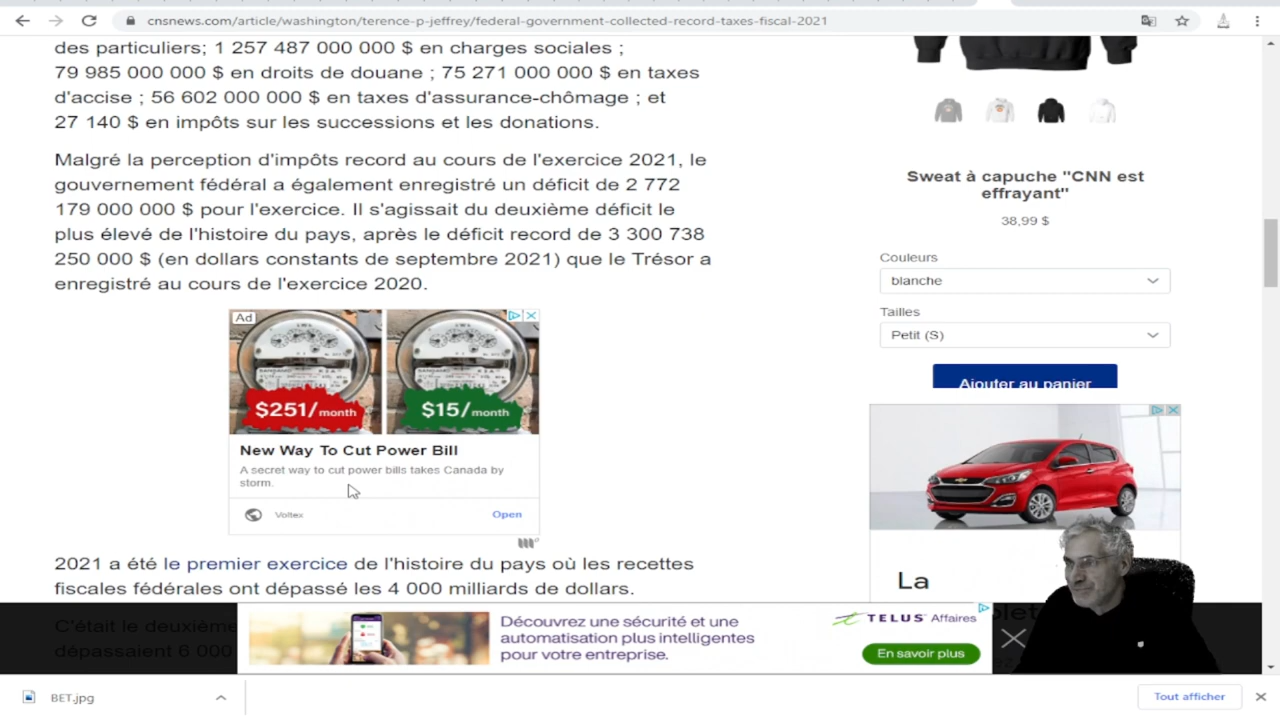 cnsnews.com/article/washington/terence-p-jeffrey/federal-government-collected-record-taxes-fiscal-2021
des particuliers; 1 257 487 000 000 $ en charges sociales ;
79 985 000 000 $ en droits de douane ; 75 271 000 000 $ en taxes
d'accise ; 56 602 000 000 $ en taxes d'assurance-chômage ; et
27 140 $ en impôts sur les successions et les donations.
Malgré la perception d'impôts record au cours de l'exercice 2021, le
gouvernement fédéral a également enregistré un déficit de 2 772
179 000 000 $ pour l'exercice. Il s'agissait du deuxième déficit le
plus élevé de l'histoire du pays, après le déficit record de 3 300 738
250 000 $ (en dollars constants de septembre 2021) que le Trésor a
enregistré au cours de l'exercice 2020.
Ad
$251/month
$15/month
New Way To Cut Power Bill
A secret way to cut power bills takes Canada by
storm.
Voltex
Open
2021 a été le premier exercice de l'histoire du pays où les recettes
fiscales fédérales ont dépassé les 4 000 milliards de dollars.
C'était le deuxième
dépassaient 6 000
Sweat à capuche "CNN est
effrayant"
38,99 $
Couleurs
blanche
Tailles
Petit (S)
Ajouter au panier
La
Découvrez une sécurité et une
automatisation plus intelligentes
pour votre entreprise.
TELUS Affaires
En savoir plus
BET.jpg
Tout afficher